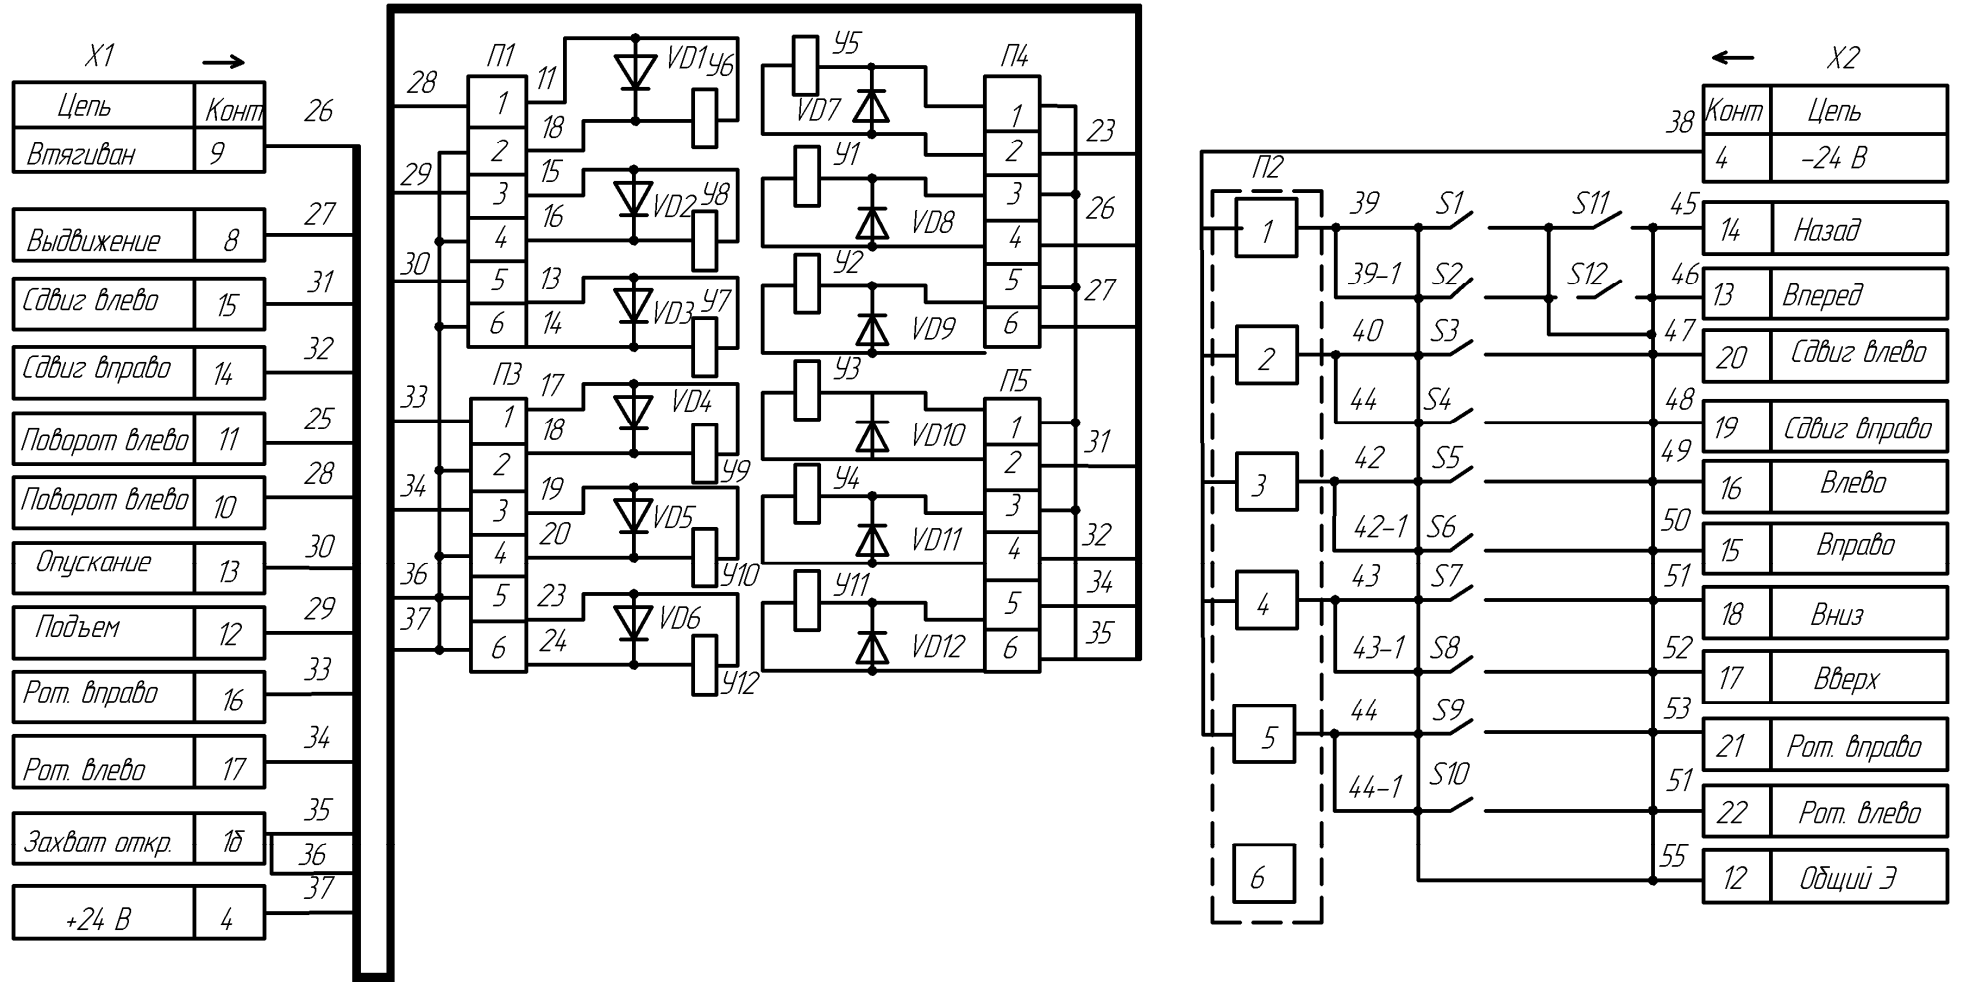 X1
Цепь Конт
Втягиван 9
26
Выдвижение 8
27
Сдвиг влево 15
31
Сдвиг вправо 14
32
Поворот влево 11
25
Поворот влево 10
28
Опускание 13
30
Подъем 12
29
Рот. вправо 16
33
Рот. влево 17
34
Захват откр. 1б
35
36
+24 В 4
37
28
29
30
33
34
36
37
П1
1
2
3
4
5
6
П3
1
2
3
4
5
6
11
18
15
16
13
14
17
18
19
20
23
24
VD1
У6
VD2
У8
VD3
У7
VD4
У9
VD5
У10
VD6
У12
У5
VD7
У1
VD8
У2
VD9
У3
VD10
У4
VD11
У11
VD12
П4
1
2
3
4
5
6
П5
1
2
3
4
5
6
23
26
27
31
32
34
35
П2
1
2
3
4
5
6
38
39
39-1
40
44
42
42-1
43
43-1
44
44-1
S1
S2
S3
S4
S5
S6
S7
S8
S9
S10
S11
S12
45
46
47
48
49
50
51
52
53
51
55
X2
Конт Цепь
4 -24 В
14 Назад
13 Вперед
20 Сдвиг влево
19 Сдвиг вправо
16 Влево
15 Вправо
18 Вниз
17 Вверх
21 Рот. вправо
22 Рот. влево
12 Общий Э